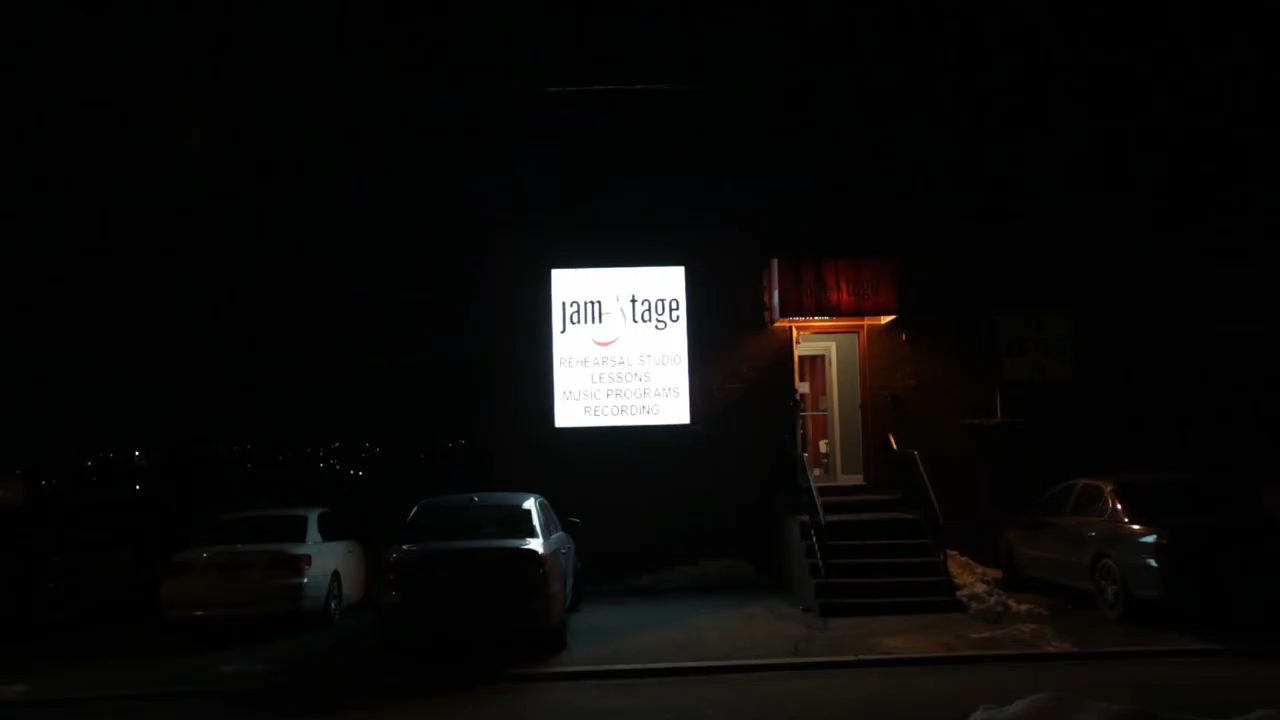 jam Stage
REHEARSAL STUDIO
LESSONS
MUSIC PROGRAMS
RECORDING